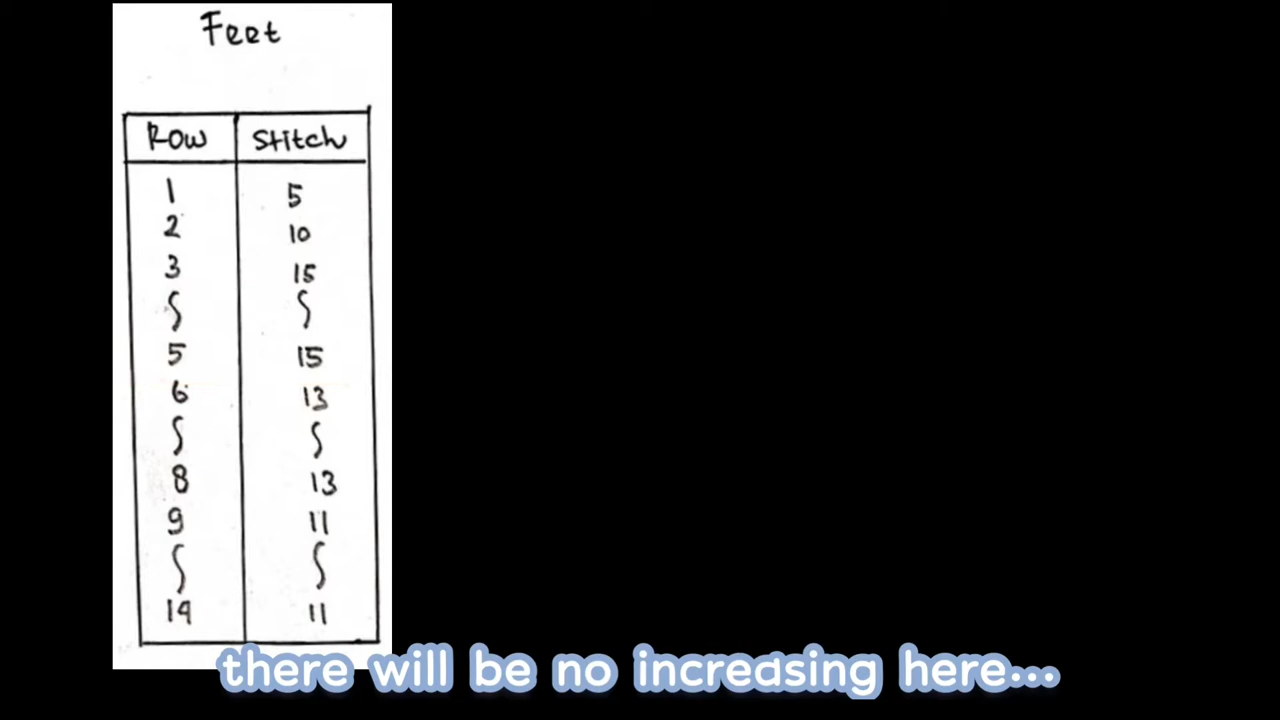 Feet
Row Stitch
1 5
2 10
3 15
5 15
6 13
8 13
9 11
14 11
there will be no increasing here...